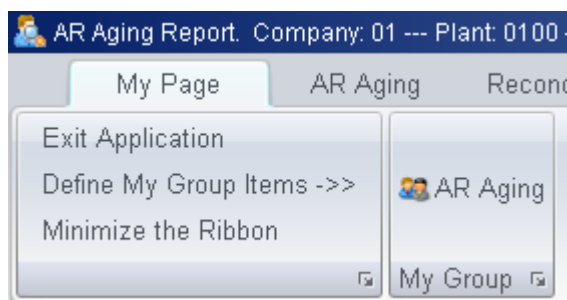 AR Aging Report. Company: 01 --- Plant: 0100
My Page AR Aging
Exit Application
Define My Group Items ->>
AR Aging
Minimize the Ribbon
My Group